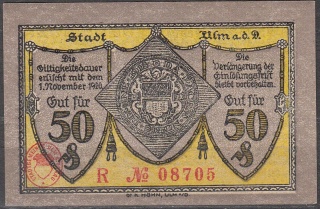 Stadt Ulm a.d.D.
Die
Gültigkeitsdauer
erlischt mit dem
1. November 1920.
Die
Verlängerung der
Einlösungsfrist
bleibt vorbehalten.
Gut für
50
Gut für
50
R № 08705